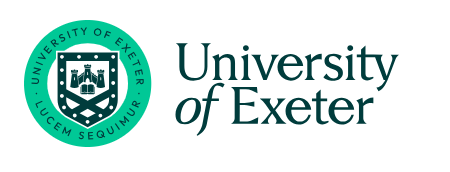 · UNIVERSITY OF EXETER ·
LUCEM SEQUIMUR
University
of Exeter